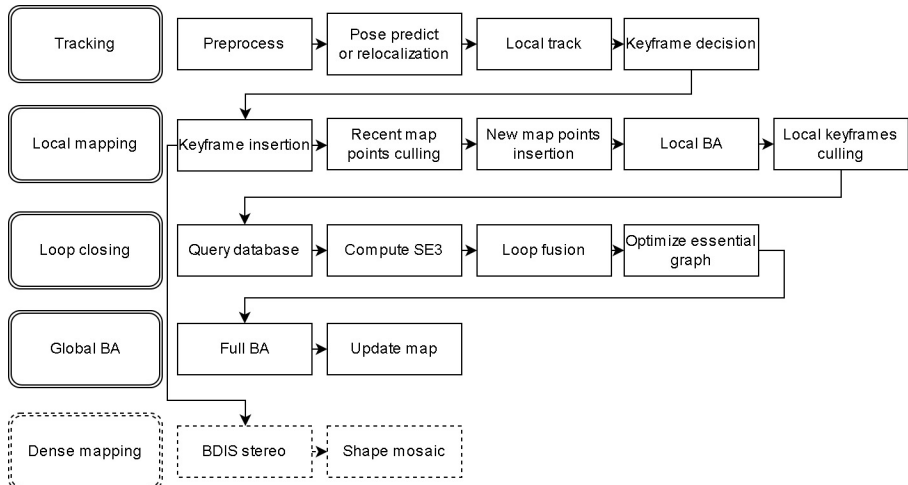 Tracking
Preprocess
Pose predict
or relocalization
Local track
Keyframe decision
Local mapping
Keyframe insertion
Recent map
points culling
New map points
insertion
Local BA
Local keyframes
culling
Loop closing
Query database
Compute SE3
Loop fusion
Optimize essential
graph
Global BA
Full BA
Update map
Dense mapping
BDIS stereo
Shape mosaic